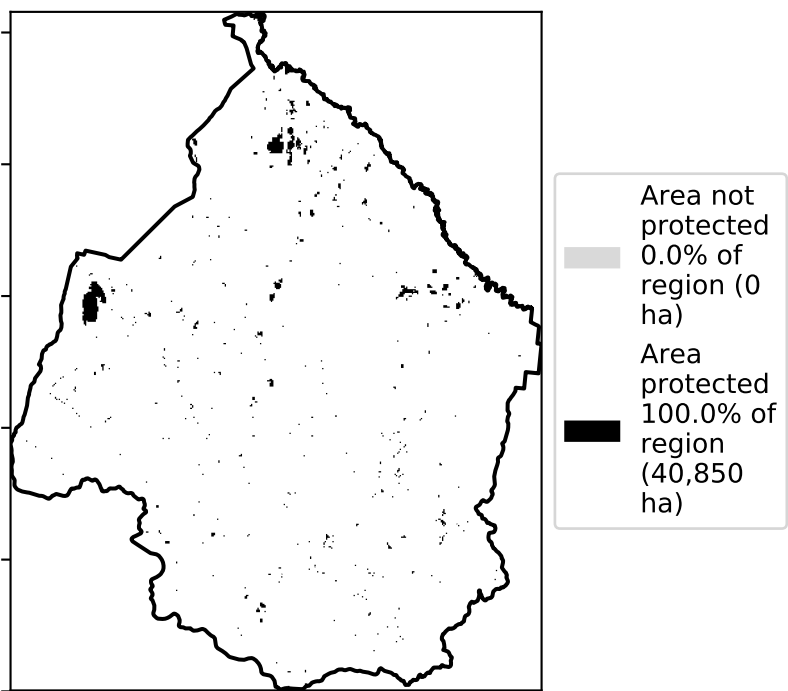 Area not
protected
0.0% of
region (0
ha)
Area
protected
100.0% of
region
(40,850
ha)